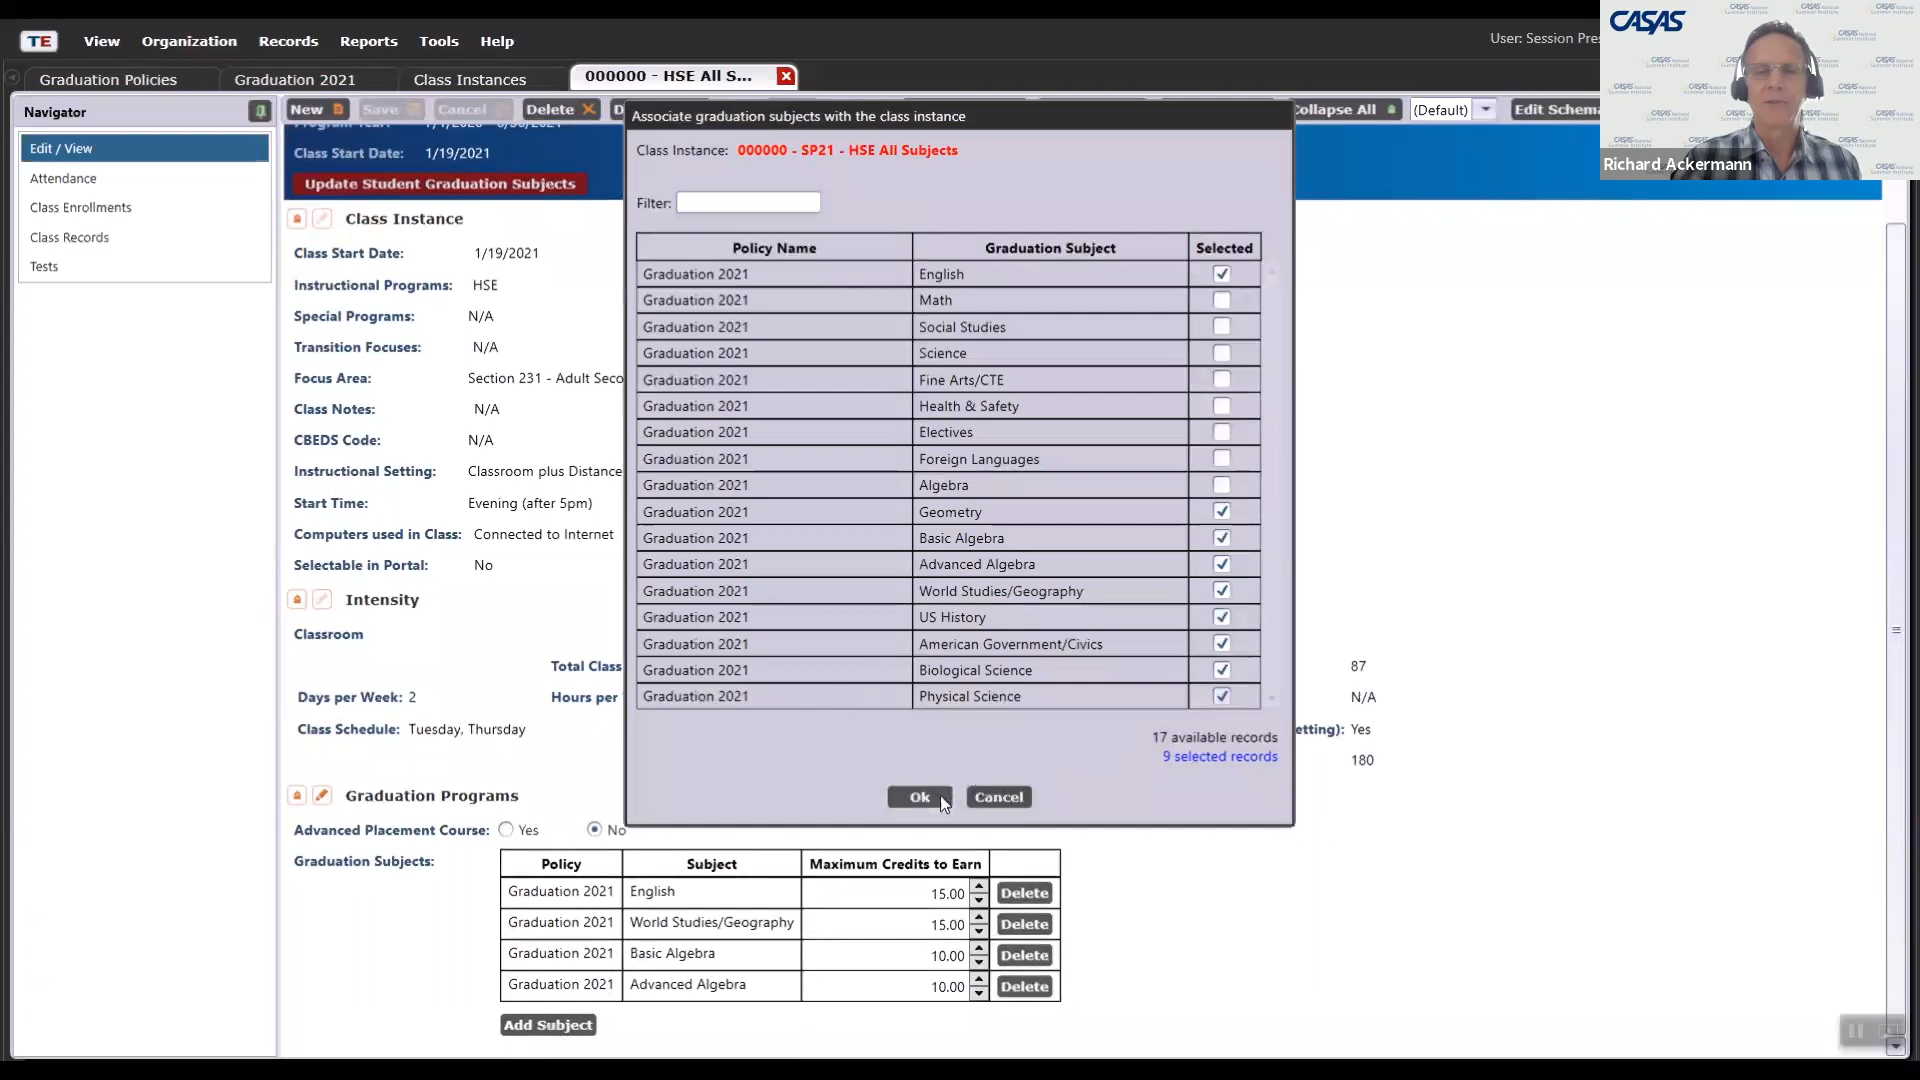 TE View Organization Records Reports Tools Help User: Session Pres
Graduation Policies Graduation 2021 Class Instances 000000 - HSE All S...
Navigator
Edit / View
Attendance
Class Enrollments
Class Records
Tests
New Save Cancel Delete D Collapse All (Default) Edit Schema
1/1/2020 - 6/30/2021
Class Start Date: 1/19/2021
Update Student Graduation Subjects
Class Instance
Class Start Date: 1/19/2021
Instructional Programs: HSE
Special Programs: N/A
Transition Focuses: N/A
Focus Area: Section 231 - Adult Seco
Class Notes: N/A
CBEDS Code: N/A
Instructional Setting: Classroom plus Distance
Start Time: Evening (after 5pm)
Computers used in Class: Connected to Internet
Selectable in Portal: No
Intensity
Classroom
Total Class 87
Days per Week: 2 Hours per N/A
Class Schedule: Tuesday, Thursday etting): Yes
180
Associate graduation subjects with the class instance
Class Instance: 000000 - SP21 - HSE All Subjects
Filter:
Policy Name Graduation Subject Selected
Graduation 2021 English
Graduation 2021 Math
Graduation 2021 Social Studies
Graduation 2021 Science
Graduation 2021 Fine Arts/CTE
Graduation 2021 Health & Safety
Graduation 2021 Electives
Graduation 2021 Foreign Languages
Graduation 2021 Algebra
Graduation 2021 Geometry
Graduation 2021 Basic Algebra
Graduation 2021 Advanced Algebra
Graduation 2021 World Studies/Geography
Graduation 2021 US History
Graduation 2021 American Government/Civics
Graduation 2021 Biological Science
Graduation 2021 Physical Science
17 available records
9 selected records
Ok Cancel
Graduation Programs
Advanced Placement Course: Yes No
Graduation Subjects:
Policy Subject Maximum Credits to Earn
Graduation 2021 English 15.00 Delete
Graduation 2021 World Studies/Geography 15.00 Delete
Graduation 2021 Basic Algebra 10.00 Delete
Graduation 2021 Advanced Algebra 10.00 Delete
Add Subject
CASAS
Richard Ackermann